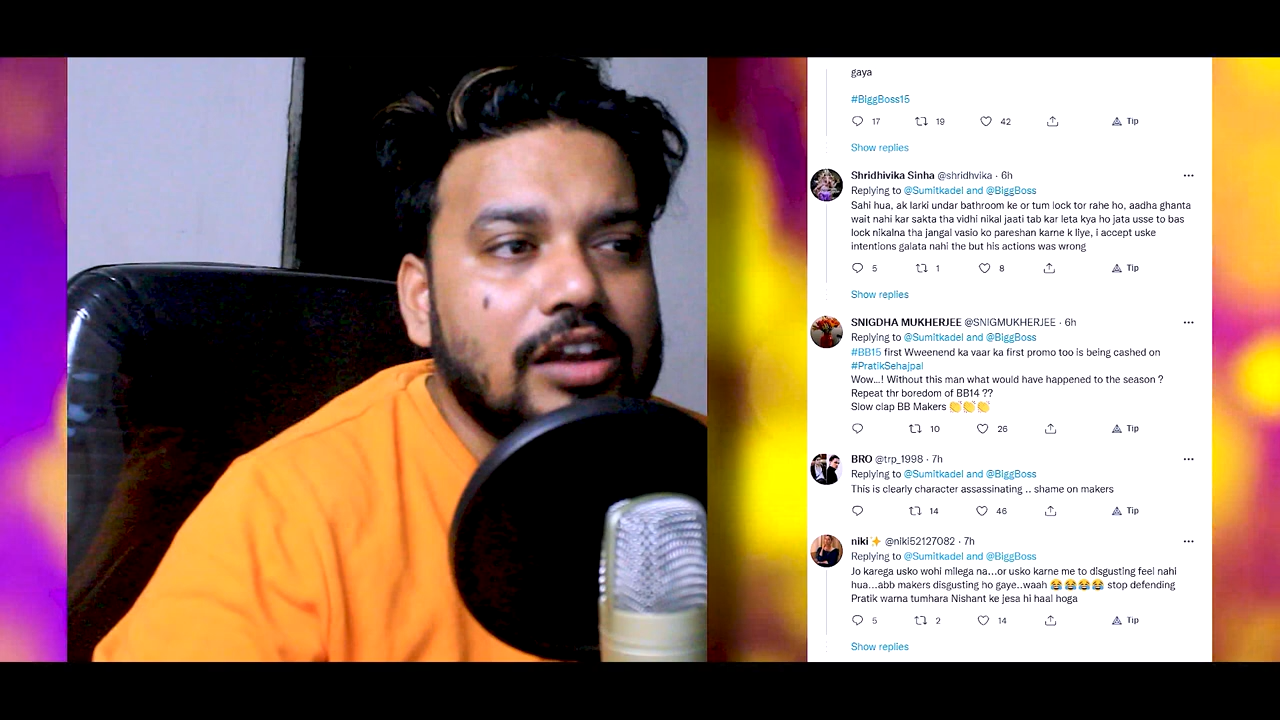 gaya
#BiggBoss15
17 19 42 Tip
Show replies
Shridhivika Sinha @shridhvika · 6h
Replying to @Sumitkadel and @BiggBoss
Sahi hua, ak larki undar bathroom ke or tum lock tor rahe ho, aadha ghanta
wait nahi kar sakta tha vidhi nikal jaati tab kar leta kya ho jata usse to bas
lock nikalna tha jangal vasio ko pareshan karne k liye, i accept uske
intentions galata nahi the but his actions was wrong
5 1 8 Tip
Show replies
SNIGDHA MUKHERJEE @SNIGMUKHERJEE · 6h
Replying to @Sumitkadel and @BiggBoss
#BB15 first Wweenend ka vaar ka first promo too is being cashed on
#PratikSehajpal
Wow...! Without this man what would have happened to the season ?
Repeat thr boredom of BB14 ??
Slow clap BB Makers 👏👏👏
10 26 Tip
BRO @trp_1998 · 7h
Replying to @Sumitkadel and @BiggBoss
This is clearly character assassinating .. shame on makers
14 46 Tip
niki✨ @niki52127082 · 7h
Replying to @Sumitkadel and @BiggBoss
Jo karega usko wohi milega na...or usko karne me to disgusting feel nahi
hua...abb makers disgusting ho gaye..waah 😂😂😂😂 stop defending
Pratik warna tumhara Nishant ke jesa hi haal hoga
5 2 14 Tip
Show replies